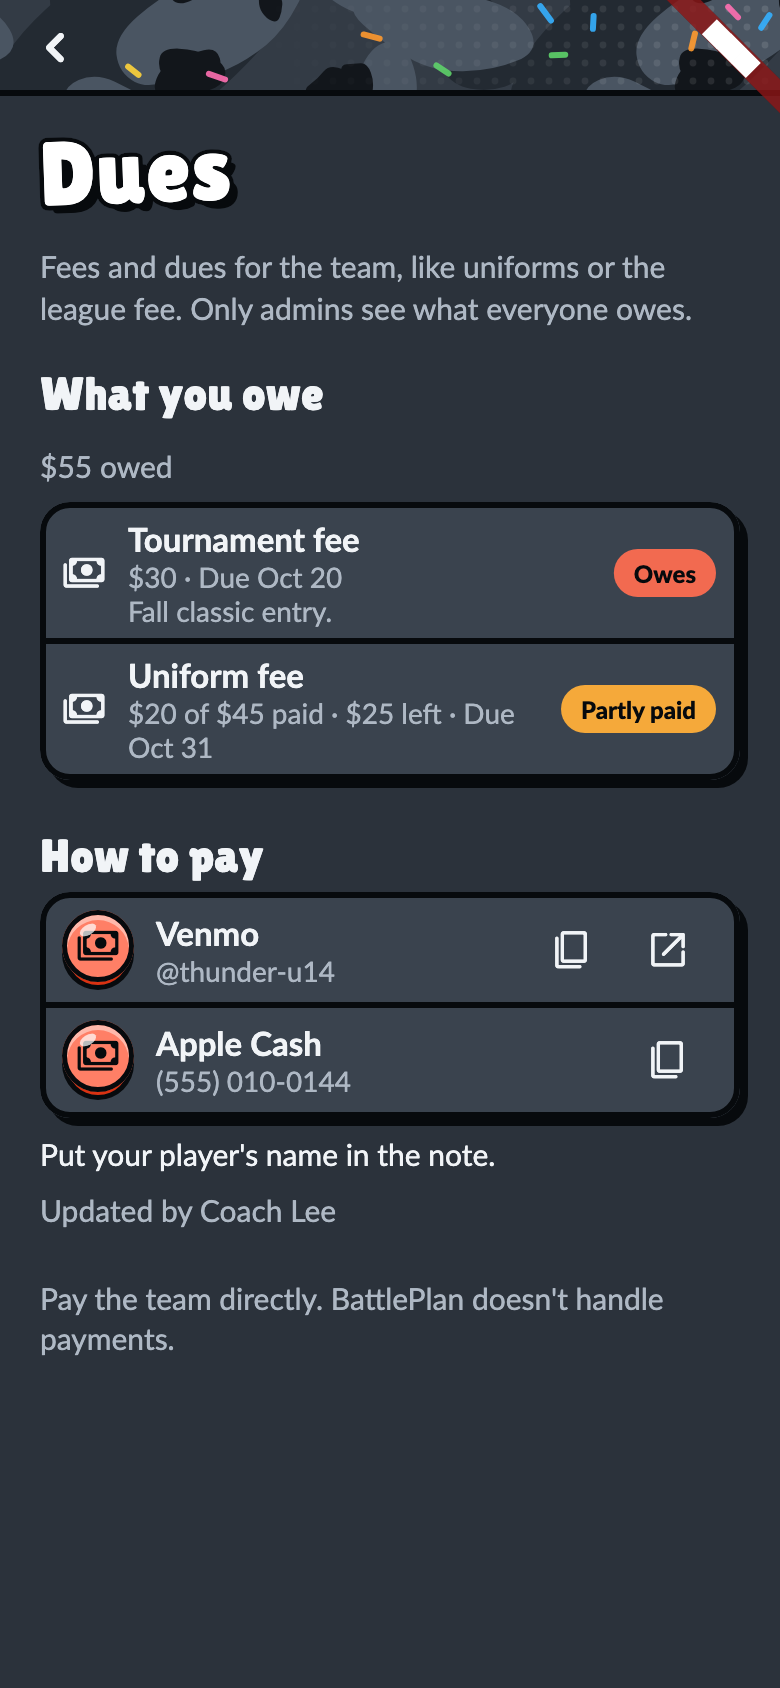 Dues
Fees and dues for the team, like uniforms or the
league fee. Only admins see what everyone owes.
What you owe
$55 owed
Tournament fee
$30 · Due Oct 20
Fall classic entry.
Owes
Uniform fee
$20 of $45 paid · $25 left · Due
Oct 31
Partly paid
How to pay
Venmo
@thunder-u14
Apple Cash
(555) 010-0144
Put your player's name in the note.
Updated by Coach Lee
Pay the team directly. BattlePlan doesn't handle
payments.